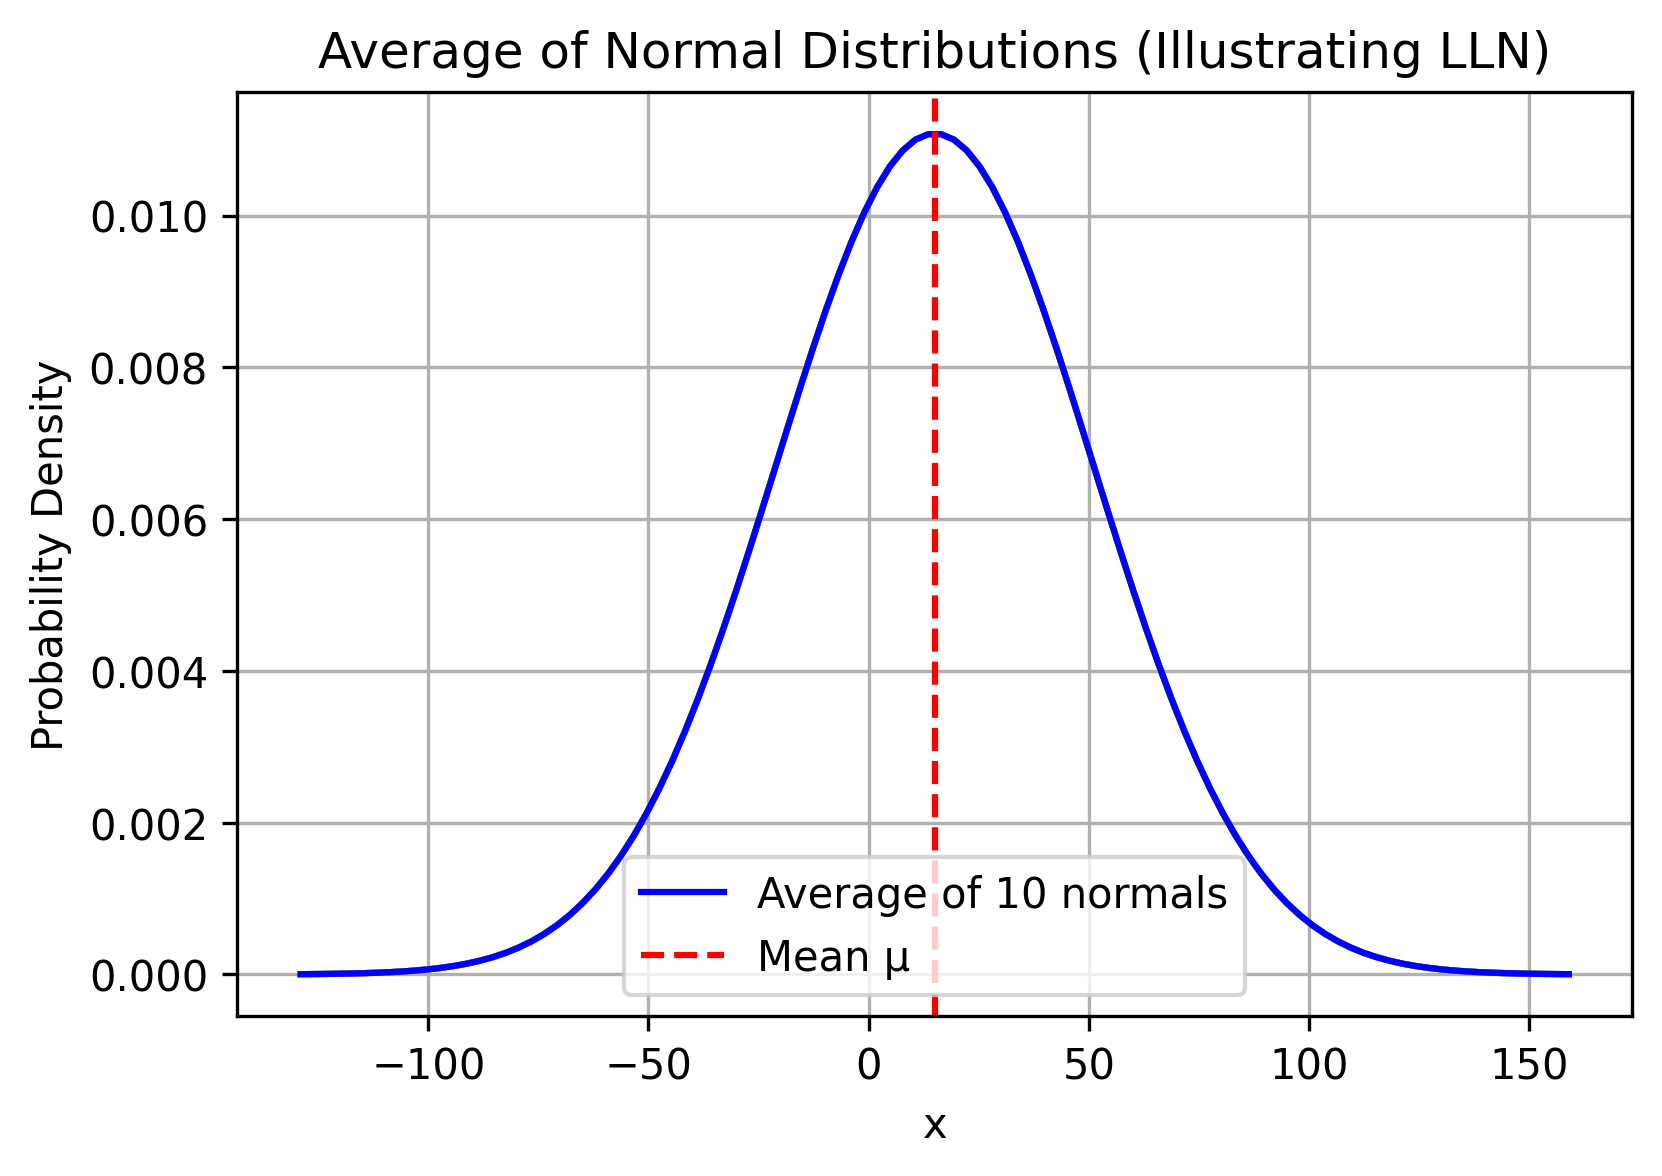 Average of Normal Distributions (Illustrating LLN)
Probability Density
0.010
0.008
0.006
0.004
0.002
0.000
Average of 10 normals
Mean μ
−100 −50 0 50 100 150
x